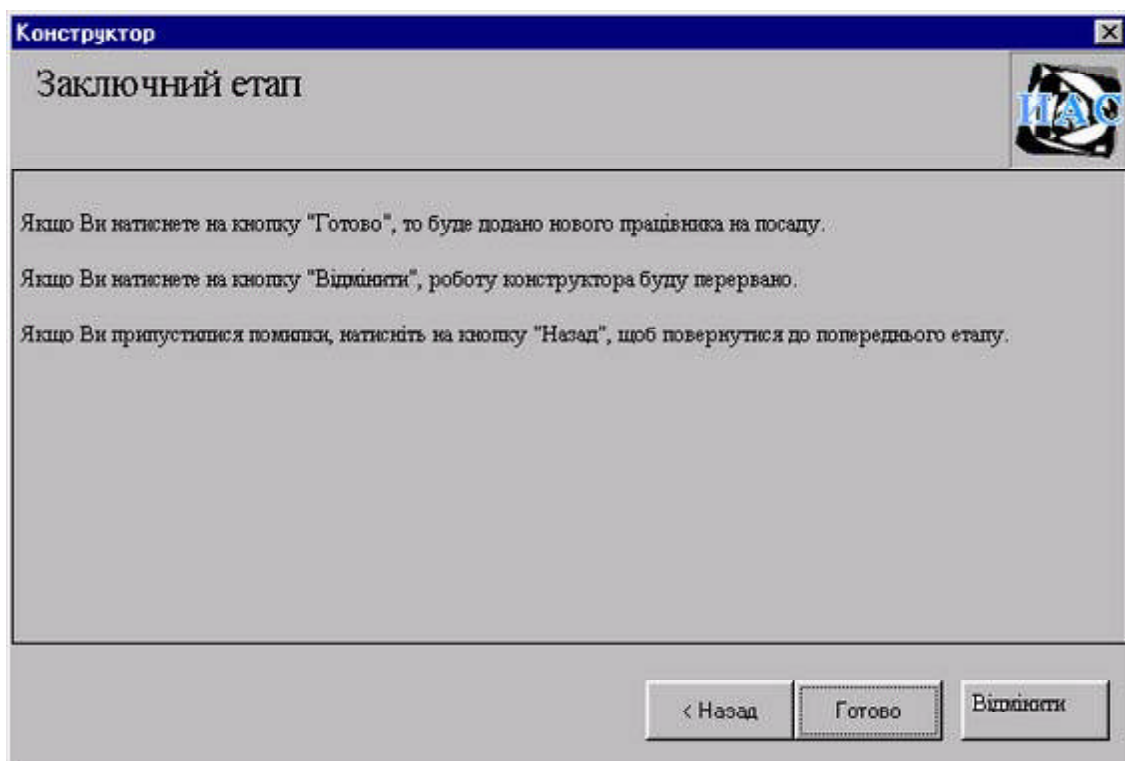 Конструктор
Заключний етап
ИАС
Якщо Ви натиснете на кнопку "Готово", то буде додано нового працівника на посаду.
Якщо Ви натиснете на кнопку "Відмінити", роботу конструктора буду перервано.
Якщо Ви припустилися помилки, натисніть на кнопку "Назад", щоб повернутися до попереднього етапу.
< Назад
Готово
Відмінити